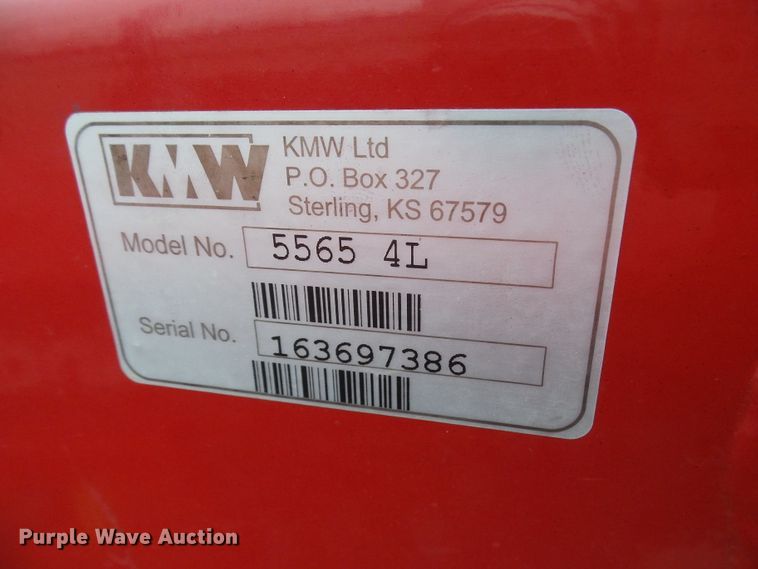 KMW
KMW Ltd
P.O. Box 327
Sterling, KS 67579
Model No. 5565 4L
Serial No. 163697386
Purple Wave Auction